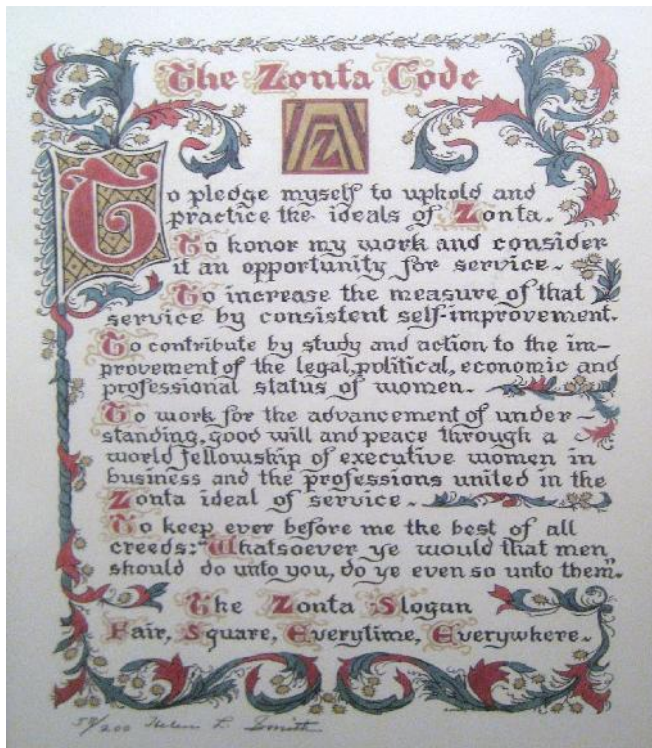 The Zonta Code
Z
To pledge myself to uphold and
practice the ideals of Zonta.
To honor my work and consider
it an opportunity for service.
To increase the measure of that
service by consistent self-improvement.
To contribute by study and action to the im-
provement of the legal, political, economic and
professional status of women.
To work for the advancement of under-
standing, good will and peace through a
world fellowship of executive women in
business and the professions united in the
Zonta ideal of service.
To keep ever before me the best of all
creeds: "Whatsoever ye would that men
should do unto you, do ye even so unto them."
The Zonta Slogan
Fair, Square, Everytime, Everywhere.
/200 Helen L. Smith